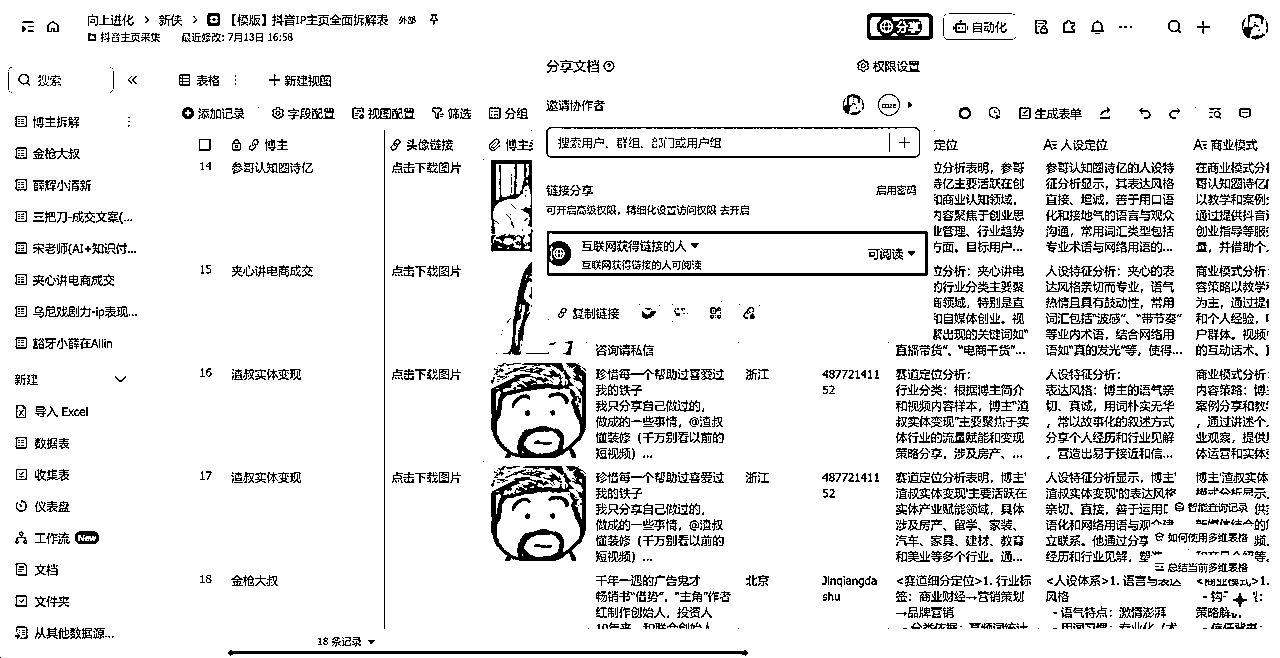 向上进化 > 新侠 > 【模版】抖音IP主页全面拆解表 外部
抖音主页采集 最近修改: 7月13日 16:58
分享
自动化
搜索
表格
新建视图
添加记录
字段配置
视图配置
筛选
分组
生成表单
分享文档
权限设置
邀请协作者
搜索用户、群组、部门或用户组
链接分享
启用密码
可开启高级权限，精细化设置访问权限 去开启
互联网获得链接的人
互联网获得链接的人可阅读
可阅读
复制链接
博主拆解
金枪大叔
薛辉小清新
三把刀-成交文案(...
宋老师(AI+知识付...
夹心讲电商成交
乌尼戏剧力-ip表现...
龅牙小薛在Allin
新建
导入 Excel
数据表
收集表
仪表盘
工作流 New
文档
文件夹
从其他数据源...
博主
头像链接
定位
人设定位
商业模式
14 参哥认知圈诗亿
点击下载图片
位分析表明，参哥
诗亿主要活跃在创
和商业认知领域，
内容聚焦于创业思
业管理、行业趋势
方面。目标用户...
参哥认知圈诗亿的人设特
征分析显示，其表达风格
直接、坦诚，善于用口语
化和接地气的语言与观众
沟通，常用词汇类型包括
专业术语与网络用语的...
在商业模式分
哥认知圈诗亿
以教学和案例
通过提供抖音
创业指导等服
量，并借助个
15 夹心讲电商成交
点击下载图片
咨询请私信
位分析：夹心讲电
的行业分类主要聚
商领域，特别是直
和自媒体创业。视
繁出现的关键词如“
直播带货”、“电商干货”...
人设特征分析：夹心的表
达风格亲切而专业，语气
热情且具有鼓动性，常用
词汇包括“波感”、“带节奏”
等业内术语，结合网络用
语如“真的发光”等，使得...
商业模式分析
容策略以教学
为主，通过提
和个人经验，
户群体。视频
的互动话术。
16 渣叔实体变现
点击下载图片
珍惜每一个帮助过喜爱过
我的铁子
我只分享自己做过的，
做成的一些事情，@渣叔
懂装修（千万别看以前的
短视频）...
浙江
487721411
52
赛道定位分析：
行业分类：根据博主简介
和视频内容样本，博主“渣
叔实体变现”主要聚焦于实
体行业的流量赋能和变现
策略分享，涉及房产、...
人设特征分析：
表达风格：博主的语气亲
切、真诚，用词朴实无华
，常以故事化的叙述方式
分享个人经历和行业见解
，营造出易于接近和信...
商业模式分析
内容策略：博
案例分享和教
，通过讲述个
业观察，提供
体运营和实体
17 渣叔实体变现
点击下载图片
珍惜每一个帮助过喜爱过
我的铁子
我只分享自己做过的，
做成的一些事情，@渣叔
懂装修（千万别看以前的
短视频）...
浙江
487721411
52
赛道定位分析表明，博主'
渣叔实体变现'主要活跃在
实体产业赋能领域，具体
涉及房产、留学、家装、
汽车、家具、建材、教育
和美业等多个行业。通...
人设特征分析显示，博主'
渣叔实体变现'的表达风格
亲切、直接，善于运用口
语化和网络用语与观众建
立联系。他通过分享
经历和行业见解，塑
博主'渣叔实体
智能查询记录
如何使用多维表格
总结当前多维表格
18 金枪大叔
千年一遇的广告鬼才
畅销书“借势”，“主角”作者
红制作创始人，投资人
北京
Jinqiangda
shu
<赛道细分定位>1. 行业标
签：商业财经→营销策划
→品牌营销
<人设体系>1. 语言与表达
风格
- 语气特点：激情澎湃
<商业模式>1.
18 条记录